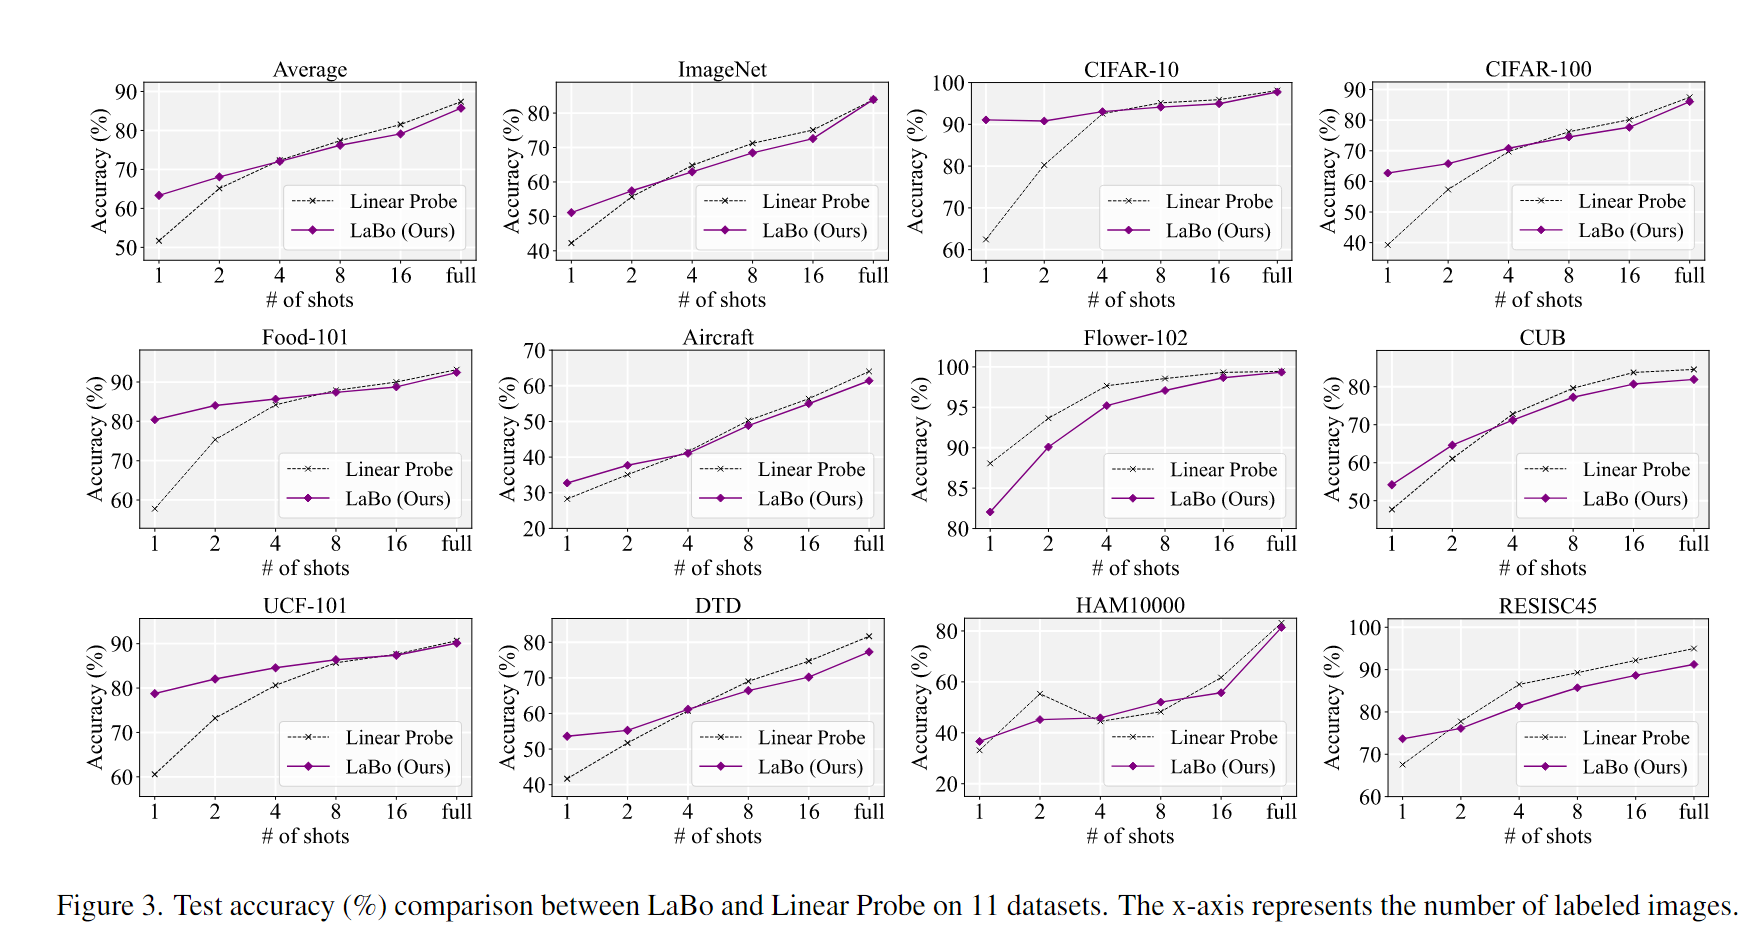 Average
Accuracy (%)
90
80
70
60
50
Linear Probe
LaBo (Ours)
1 2 4 8 16 full
# of shots
ImageNet
Accuracy (%)
80
70
60
50
40
Linear Probe
LaBo (Ours)
1 2 4 8 16 full
# of shots
CIFAR-10
Accuracy (%)
100
90
80
70
60
Linear Probe
LaBo (Ours)
1 2 4 8 16 full
# of shots
CIFAR-100
Accuracy (%)
90
80
70
60
50
40
Linear Probe
LaBo (Ours)
1 2 4 8 16 full
# of shots
Food-101
Accuracy (%)
90
80
70
60
Linear Probe
LaBo (Ours)
1 2 4 8 16 full
# of shots
Aircraft
Accuracy (%)
70
60
50
40
30
20
Linear Probe
LaBo (Ours)
1 2 4 8 16 full
# of shots
Flower-102
Accuracy (%)
100
95
90
85
80
Linear Probe
LaBo (Ours)
1 2 4 8 16 full
# of shots
CUB
Accuracy (%)
80
70
60
50
Linear Probe
LaBo (Ours)
1 2 4 8 16 full
# of shots
UCF-101
Accuracy (%)
90
80
70
60
Linear Probe
LaBo (Ours)
1 2 4 8 16 full
# of shots
DTD
Accuracy (%)
80
70
60
50
40
Linear Probe
LaBo (Ours)
1 2 4 8 16 full
# of shots
HAM10000
Accuracy (%)
80
60
40
20
Linear Probe
LaBo (Ours)
1 2 4 8 16 full
# of shots
RESISC45
Accuracy (%)
100
90
80
70
60
Linear Probe
LaBo (Ours)
1 2 4 8 16 full
# of shots
Figure 3. Test accuracy (%) comparison between LaBo and Linear Probe on 11 datasets. The x-axis represents the number of labeled images.